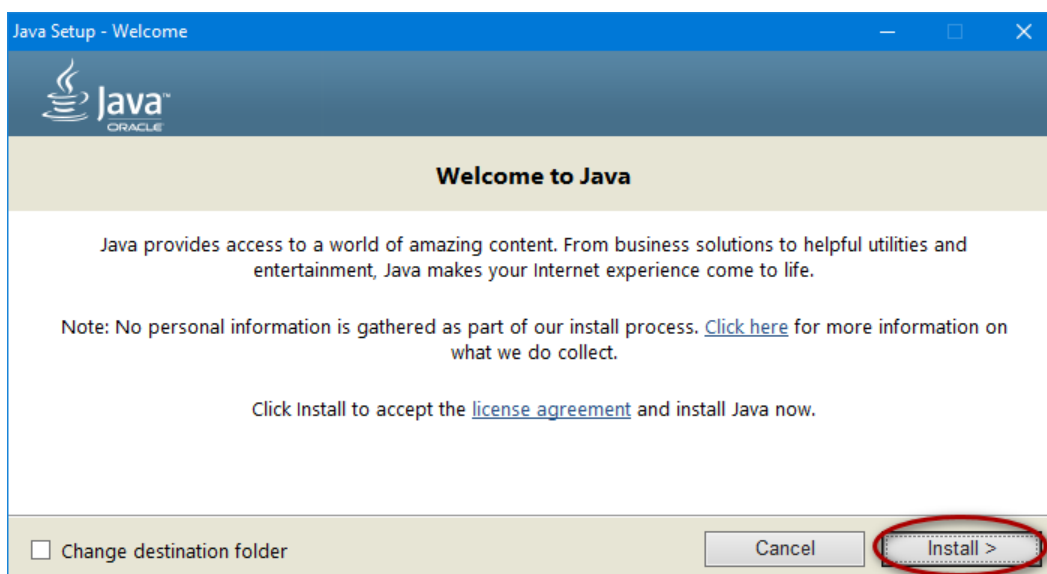 Java Setup - Welcome
Java™
ORACLE
Welcome to Java
Java provides access to a world of amazing content. From business solutions to helpful utilities and
entertainment, Java makes your Internet experience come to life.
Note: No personal information is gathered as part of our install process. Click here for more information on
what we do collect.
Click Install to accept the license agreement and install Java now.
Change destination folder
Cancel
Install >